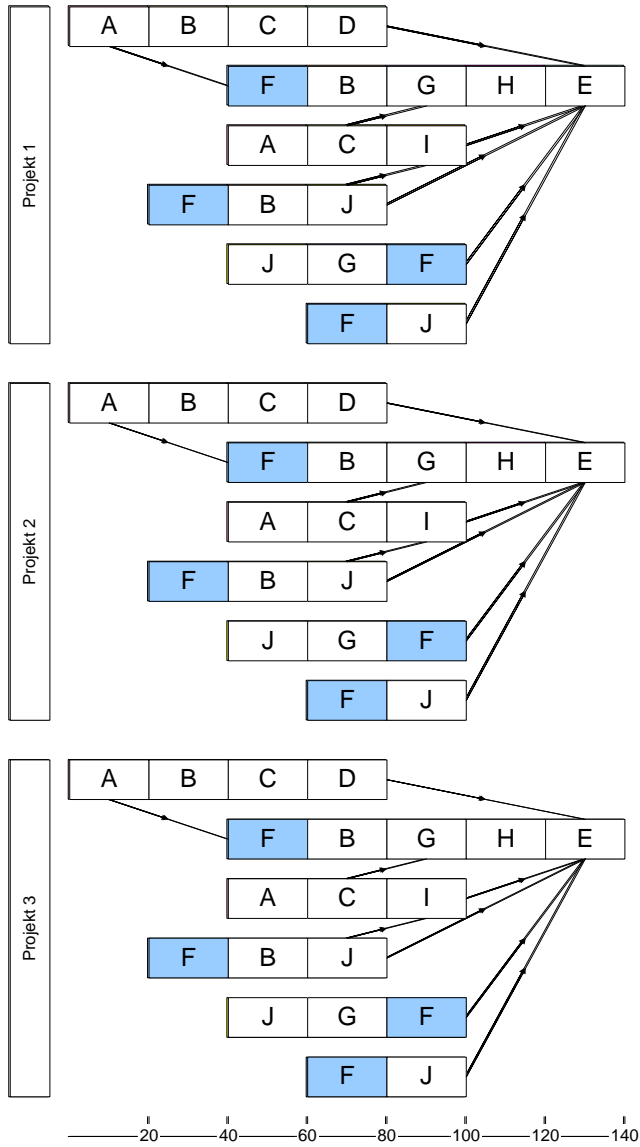 Projekt 1
A B C D
F B G H E
A C I
F B J
J G F
F J
Projekt 2
A B C D
F B G H E
A C I
F B J
J G F
F J
Projekt 3
A B C D
F B G H E
A C I
F B J
J G F
F J
20 40 60 80 100 120 140